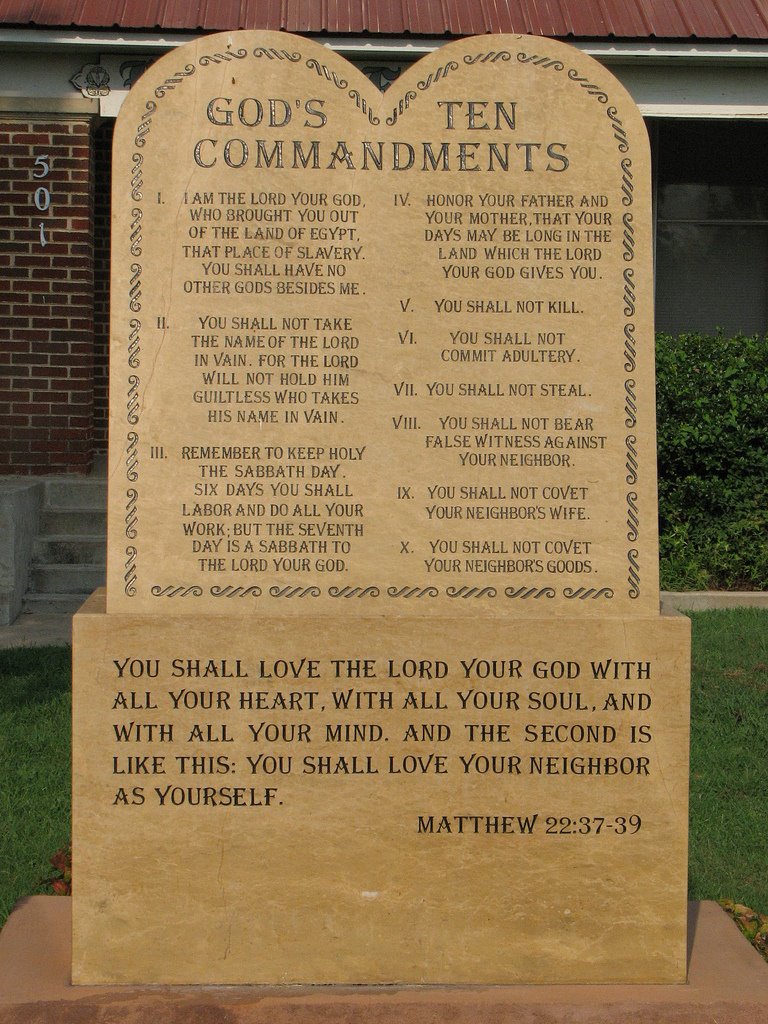 501
GOD'S TEN
COMMANDMENTS
I. I AM THE LORD YOUR GOD,
WHO BROUGHT YOU OUT
OF THE LAND OF EGYPT,
THAT PLACE OF SLAVERY.
YOU SHALL HAVE NO
OTHER GODS BESIDES ME.
II. YOU SHALL NOT TAKE
THE NAME OF THE LORD
IN VAIN. FOR THE LORD
WILL NOT HOLD HIM
GUILTLESS WHO TAKES
HIS NAME IN VAIN.
III. REMEMBER TO KEEP HOLY
THE SABBATH DAY.
SIX DAYS YOU SHALL
LABOR AND DO ALL YOUR
WORK; BUT THE SEVENTH
DAY IS A SABBATH TO
THE LORD YOUR GOD.
IV. HONOR YOUR FATHER AND
YOUR MOTHER, THAT YOUR
DAYS MAY BE LONG IN THE
LAND WHICH THE LORD
YOUR GOD GIVES YOU.
V. YOU SHALL NOT KILL.
VI. YOU SHALL NOT
COMMIT ADULTERY.
VII. YOU SHALL NOT STEAL.
VIII. YOU SHALL NOT BEAR
FALSE WITNESS AGAINST
YOUR NEIGHBOR.
IX. YOU SHALL NOT COVET
YOUR NEIGHBOR'S WIFE.
X. YOU SHALL NOT COVET
YOUR NEIGHBOR'S GOODS.
YOU SHALL LOVE THE LORD YOUR GOD WITH
ALL YOUR HEART, WITH ALL YOUR SOUL, AND
WITH ALL YOUR MIND. AND THE SECOND IS
LIKE THIS: YOU SHALL LOVE YOUR NEIGHBOR
AS YOURSELF.
MATTHEW 22:37-39